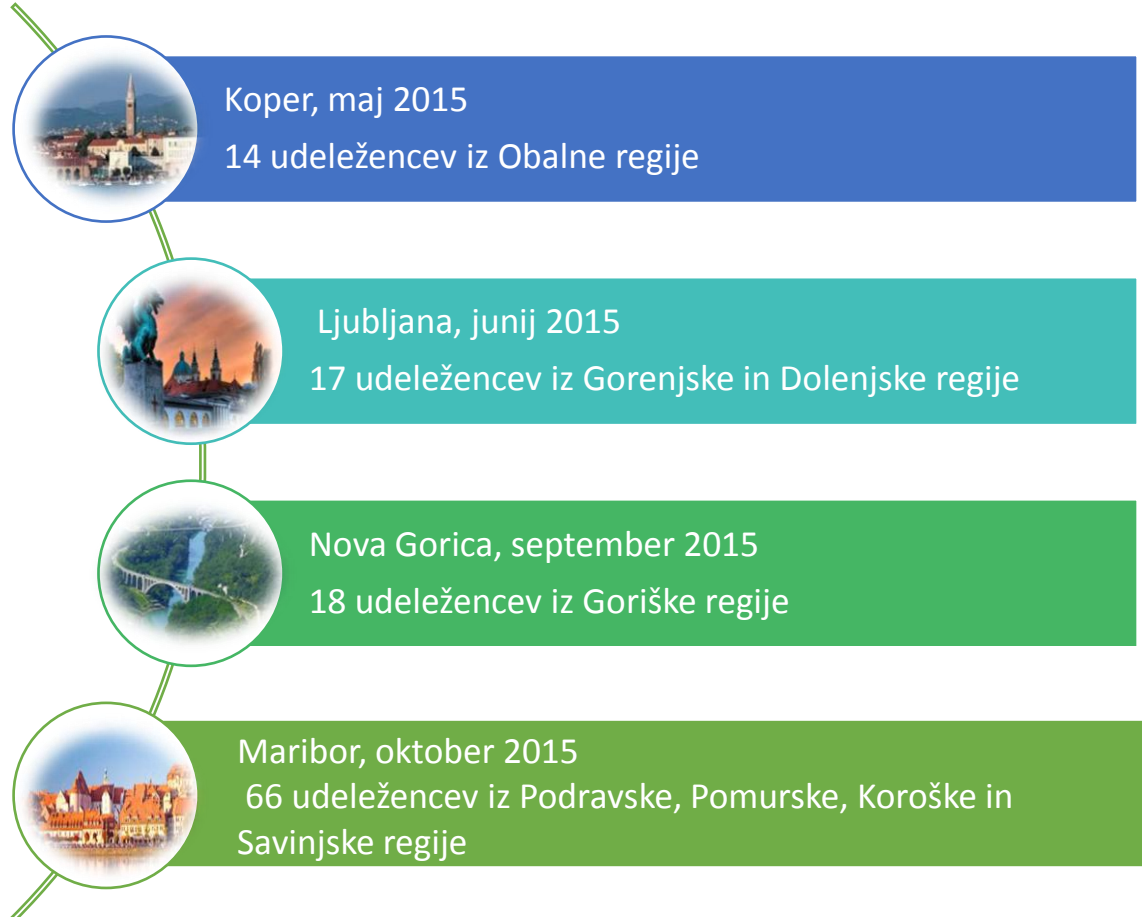 Koper, maj 2015
14 udeležencev iz Obalne regije
Ljubljana, junij 2015
17 udeležencev iz Gorenjske in Dolenjske regije
Nova Gorica, september 2015
18 udeležencev iz Goriške regije
Maribor, oktober 2015
66 udeležencev iz Podravske, Pomurske, Koroške in
Savinjske regije